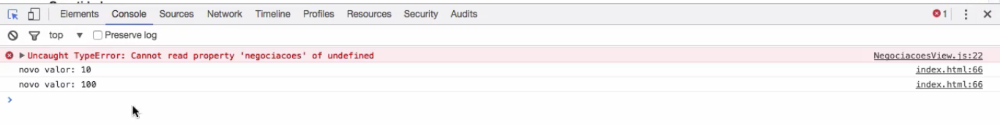 Elements Console Sources Network Timeline Profiles Resources Security Audits 1
top Preserve log
Uncaught TypeError: Cannot read property 'negociacoes' of undefined NegociacoesView.js:22
novo valor: 10 index.html:66
novo valor: 100 index.html:66